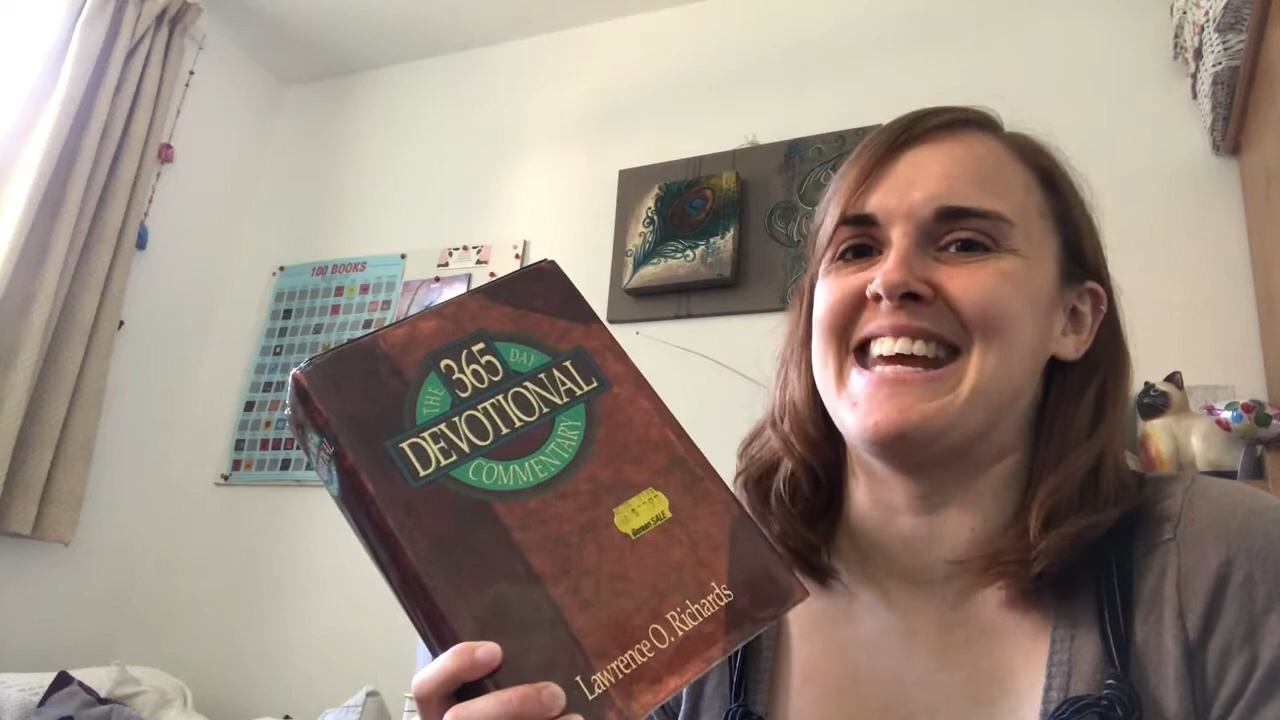 100 BOOKS
THE 365 DAY
DEVOTIONAL
COMMENTARY
SALE
Lawrence O. Richards